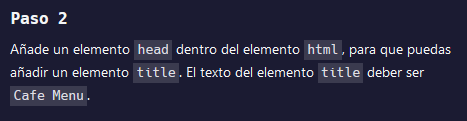 Paso 2
Añade un elemento head dentro del elemento html, para que puedas
añadir un elemento title. El texto del elemento title deber ser
Cafe Menu.